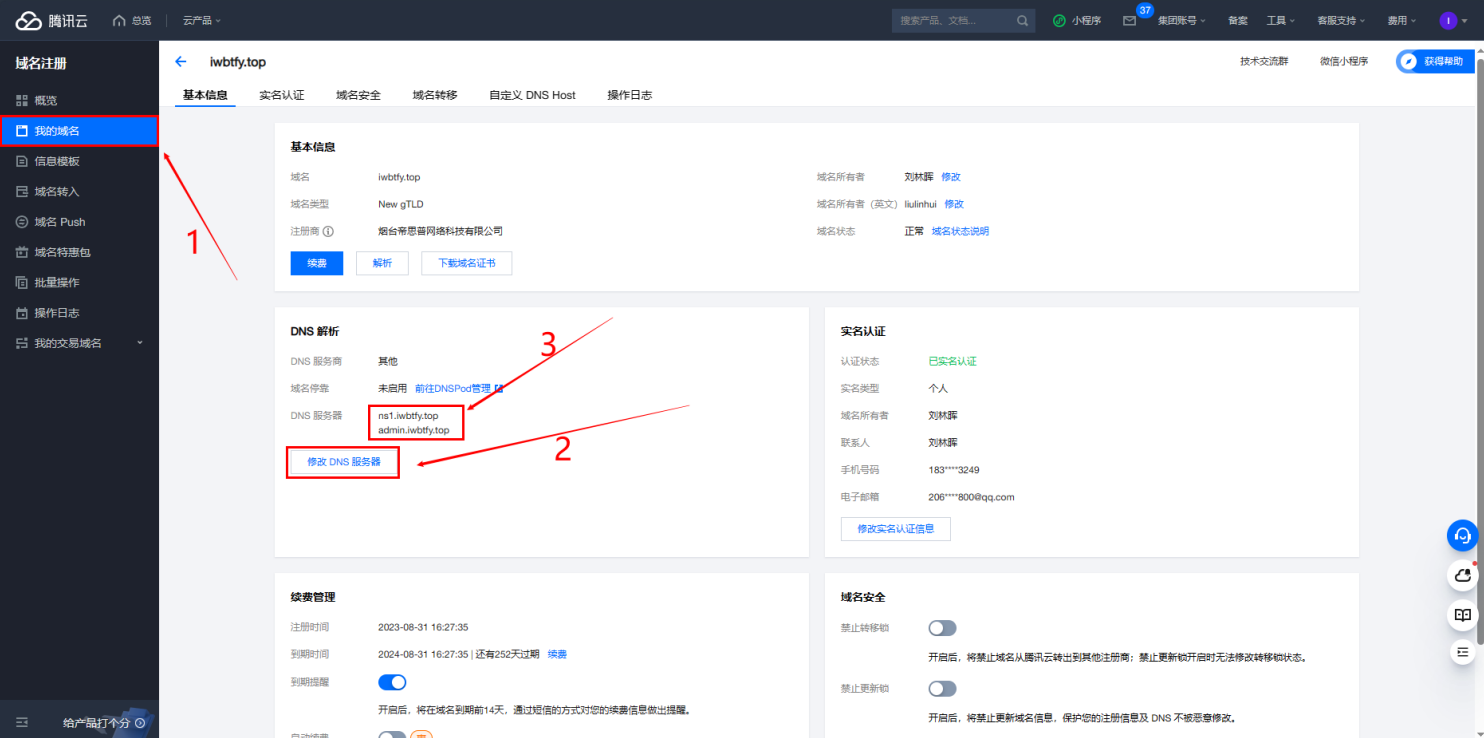 腾讯云 总览 云产品 搜索产品、文档... 小程序 37 集团账号 备案 工具 客服支持 费用 I
域名注册
概览
我的域名
信息模板
域名转入
域名 Push
域名特惠包
批量操作
操作日志
我的交易域名
给产品打个分
iwbtfy.top 技术交流群 微信小程序 获得帮助
基本信息 实名认证 域名安全 域名转移 自定义 DNS Host 操作日志
1
基本信息
域名 iwbtfy.top
域名类型 New gTLD
注册商 烟台帝思普网络科技有限公司
域名所有者 刘林晖 修改
域名所有者（英文） liulinhui 修改
域名状态 正常 域名状态说明
续费 解析 下载域名证书
DNS 解析
DNS 服务商 其他
域名停靠 未启用 前往DNSPod管理
DNS 服务器 ns1.iwbtfy.top
admin.iwbtfy.top
修改 DNS 服务器
3
2
实名认证
认证状态 已实名认证
实名类型 个人
域名所有者 刘林晖
联系人 刘林晖
手机号码 183****3249
电子邮箱 206****800@qq.com
修改实名认证信息
续费管理
注册时间 2023-08-31 16:27:35
到期时间 2024-08-31 16:27:35 | 还有252天过期 续费
到期提醒
开启后，将在域名到期前14天，通过短信的方式对您的续费信息做出提醒。
自动续费
域名安全
禁止转移锁
开启后，将禁止域名从腾讯云转出到其他注册商；禁止更新锁开启时无法修改转移锁状态。
禁止更新锁
开启后，将禁止更新域名信息，保护您的注册信息及 DNS 不被恶意修改。